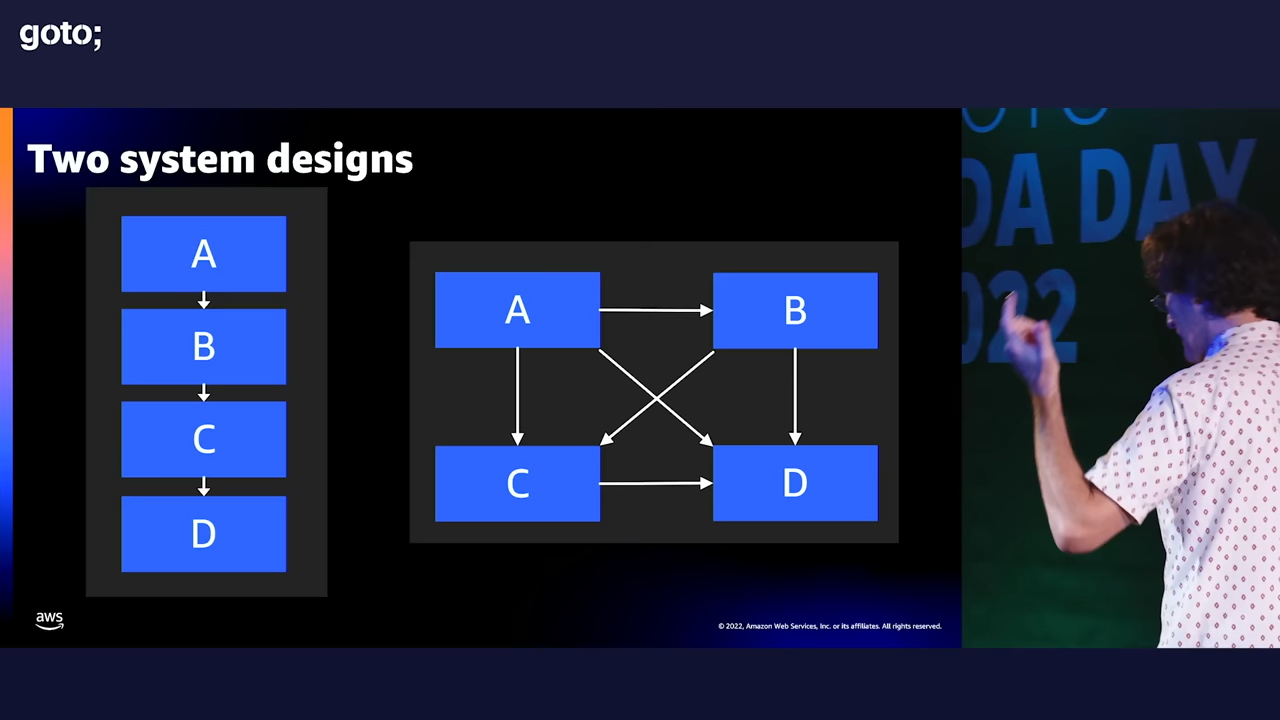 goto;
Two system designs
A
B
C
D
A
B
C
D
aws
© 2022, Amazon Web Services, Inc. or its affiliates. All rights reserved.
DA DAY
022